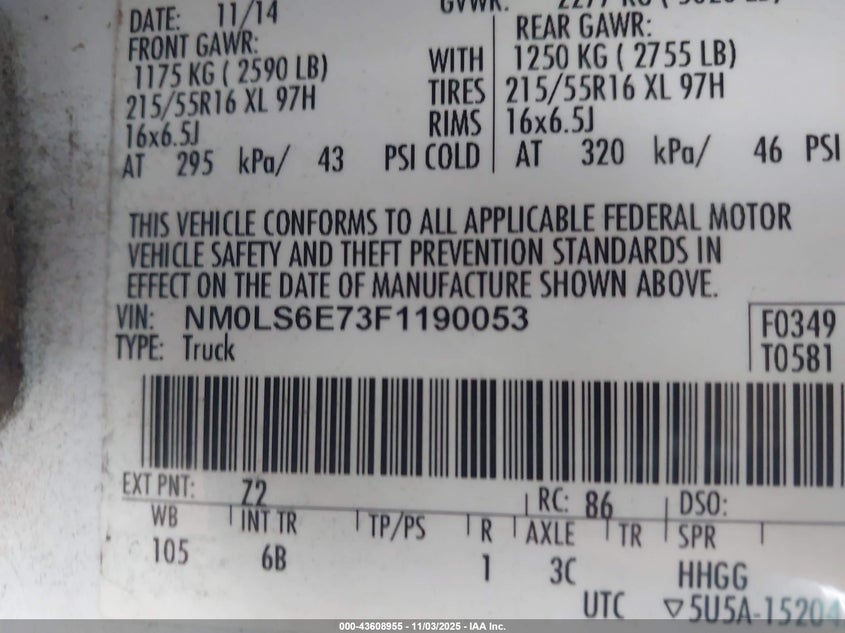 DATE: 11/14
GVWR:
FRONT GAWR:
1175 KG ( 2590 LB)
215/55R16 XL 97H
16x6.5J
AT 295 kPa/ 43 PSI COLD
WITH
TIRES
RIMS
REAR GAWR:
1250 KG ( 2755 LB)
215/55R16 XL 97H
16x6.5J
AT 320 kPa/ 46 PSI
THIS VEHICLE CONFORMS TO ALL APPLICABLE FEDERAL MOTOR
VEHICLE SAFETY AND THEFT PREVENTION STANDARDS IN
EFFECT ON THE DATE OF MANUFACTURE SHOWN ABOVE.
VIN: NM0LS6E73F1190053
TYPE: Truck
F0349
T0581
EXT PNT: Z2 RC: 86 DSO:
WB INT TR TP/PS R AXLE TR SPR
105 6B 1 3C HHGG
UTC ▽5U5A-15204
000-43608955 - 11/03/2025 - IAA Inc.